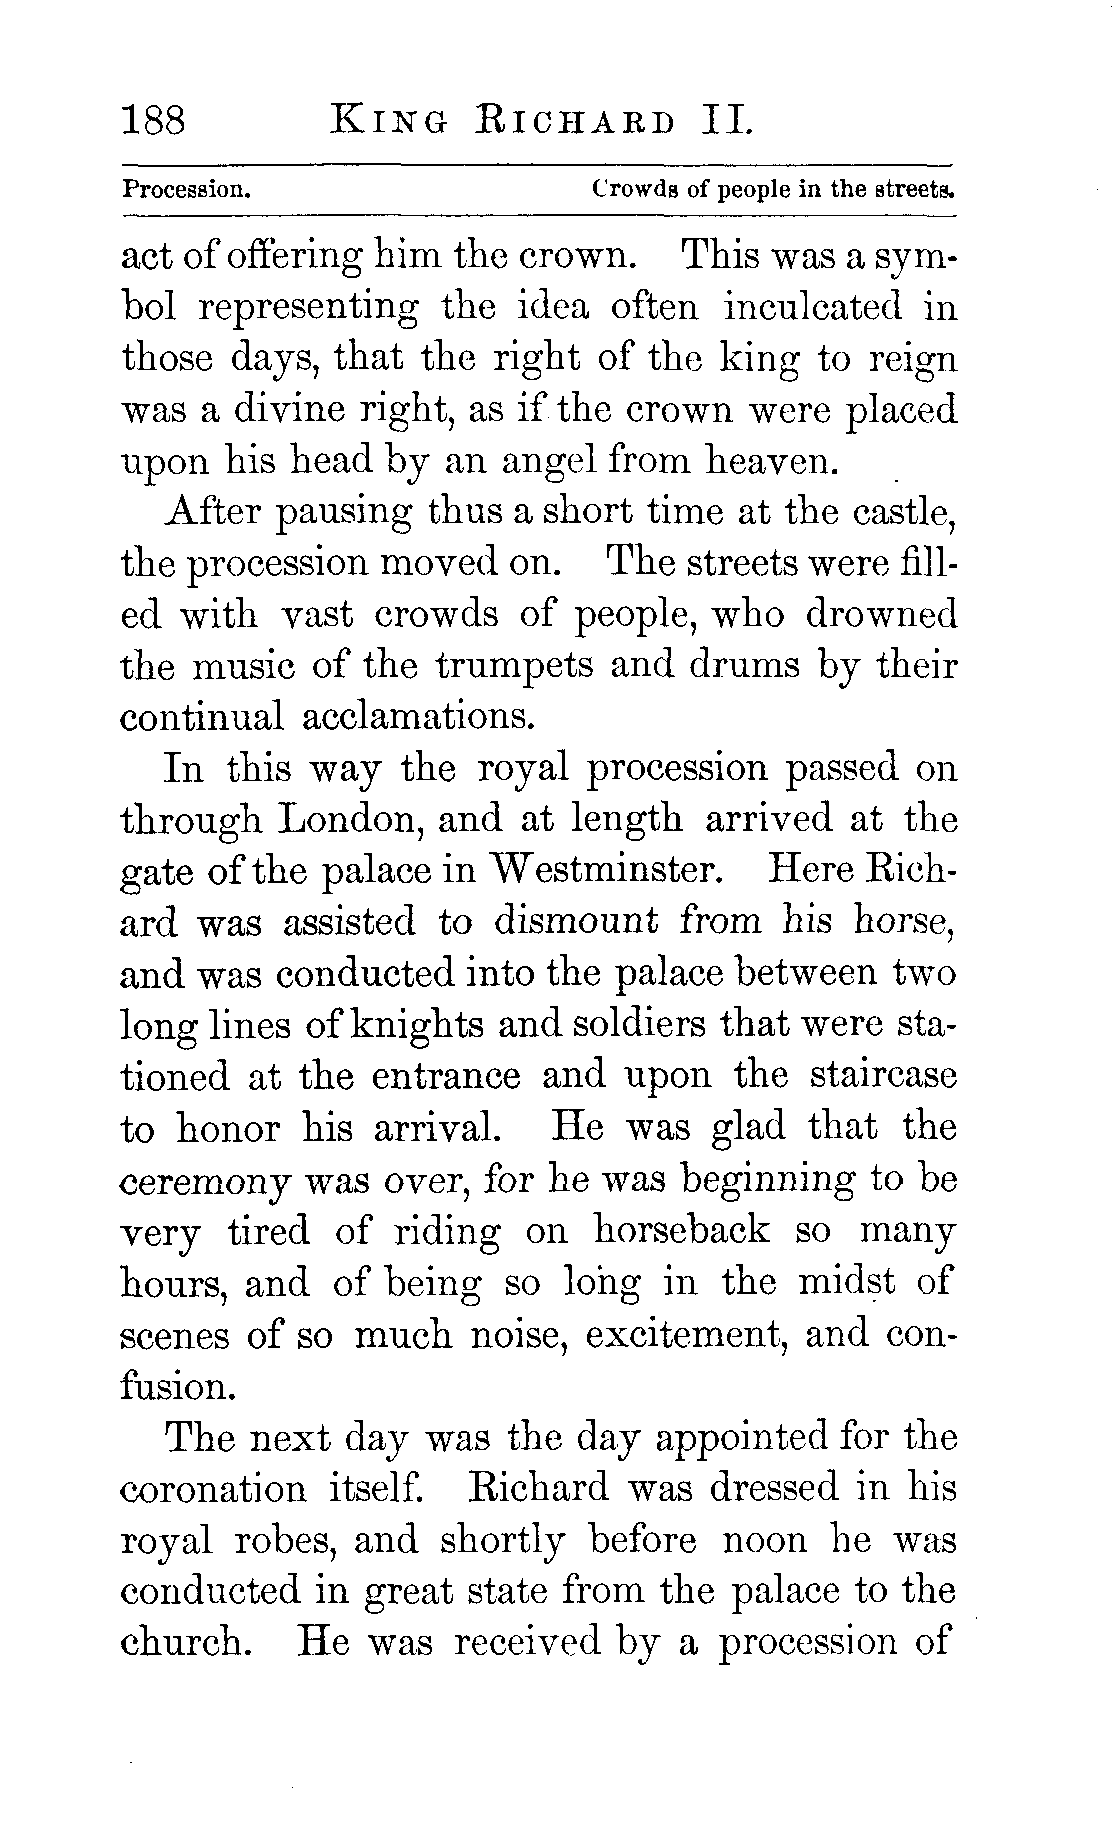 188 KING RICHARD II.
Procession. Crowds of people in the streets.
act of offering him the crown. This was a sym-
bol representing the idea often inculcated in
those days, that the right of the king to reign
was a divine right, as if the crown were placed
upon his head by an angel from heaven.
After pausing thus a short time at the castle,
the procession moved on. The streets were fill-
ed with vast crowds of people, who drowned
the music of the trumpets and drums by their
continual acclamations.
In this way the royal procession passed on
through London, and at length arrived at the
gate of the palace in Westminster. Here Rich-
ard was assisted to dismount from his horse,
and was conducted into the palace between two
long lines of knights and soldiers that were sta-
tioned at the entrance and upon the staircase
to honor his arrival. He was glad that the
ceremony was over, for he was beginning to be
very tired of riding on horseback so many
hours, and of being so long in the midst of
scenes of so much noise, excitement, and con-
fusion.
The next day was the day appointed for the
coronation itself. Richard was dressed in his
royal robes, and shortly before noon he was
conducted in great state from the palace to the
church. He was received by a procession of